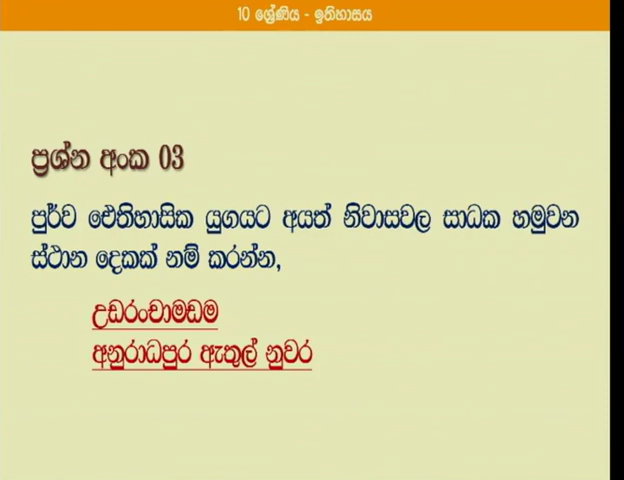 10 ශ්‍රේණිය - ඉතිහාසය
ප්‍රශ්න අංක 03
පූර්ව ඓතිහාසික යුගයට අයත් නිවාසවල සාධක හමුවන
ස්ථාන දෙකක් නම් කරන්න,
උඩරංචාමඩම
අනුරාධපුර ඇතුල් නුවර